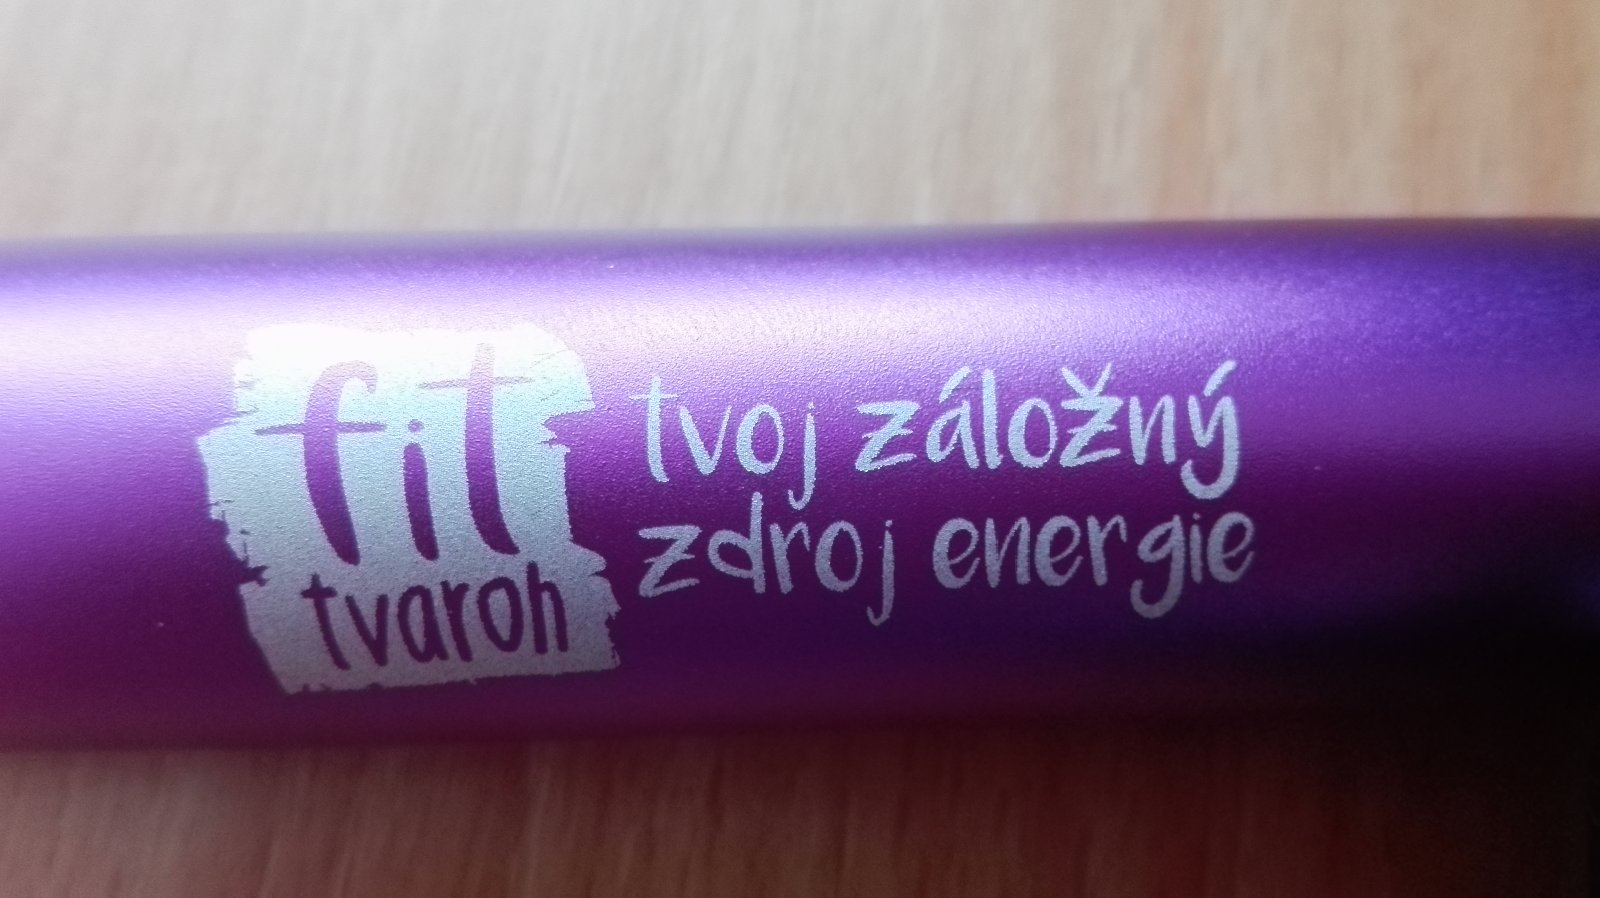 fit
tvaroh
tvoj záložný
zdroj energie